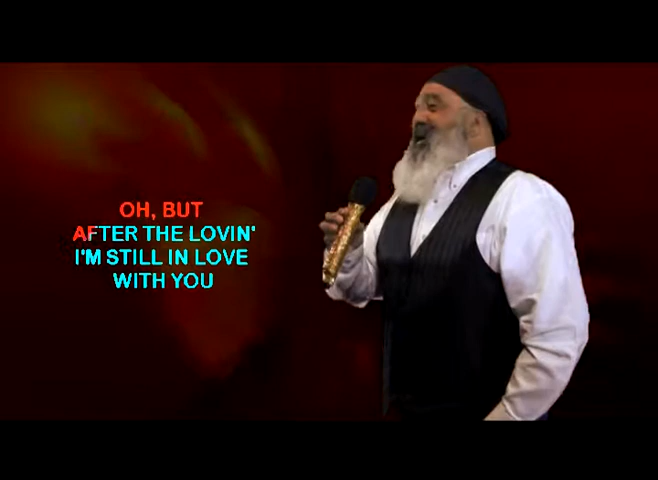 OH, BUT
AFTER THE LOVIN'
I'M STILL IN LOVE
WITH YOU